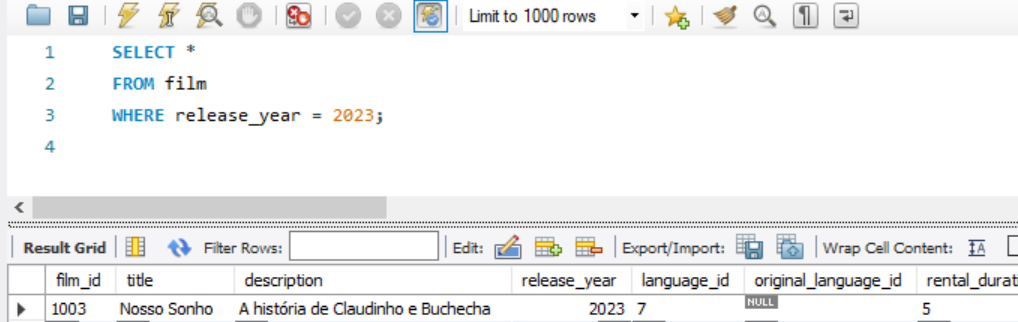 Limit to 1000 rows
1 SELECT *
2 FROM film
3 WHERE release_year = 2023;
4
Result Grid Filter Rows: Edit: Export/Import: Wrap Cell Content: IA
film_id title description release_year language_id original_language_id rental_durati
1003 Nosso Sonho A história de Claudinho e Buchecha 2023 7 NULL 5